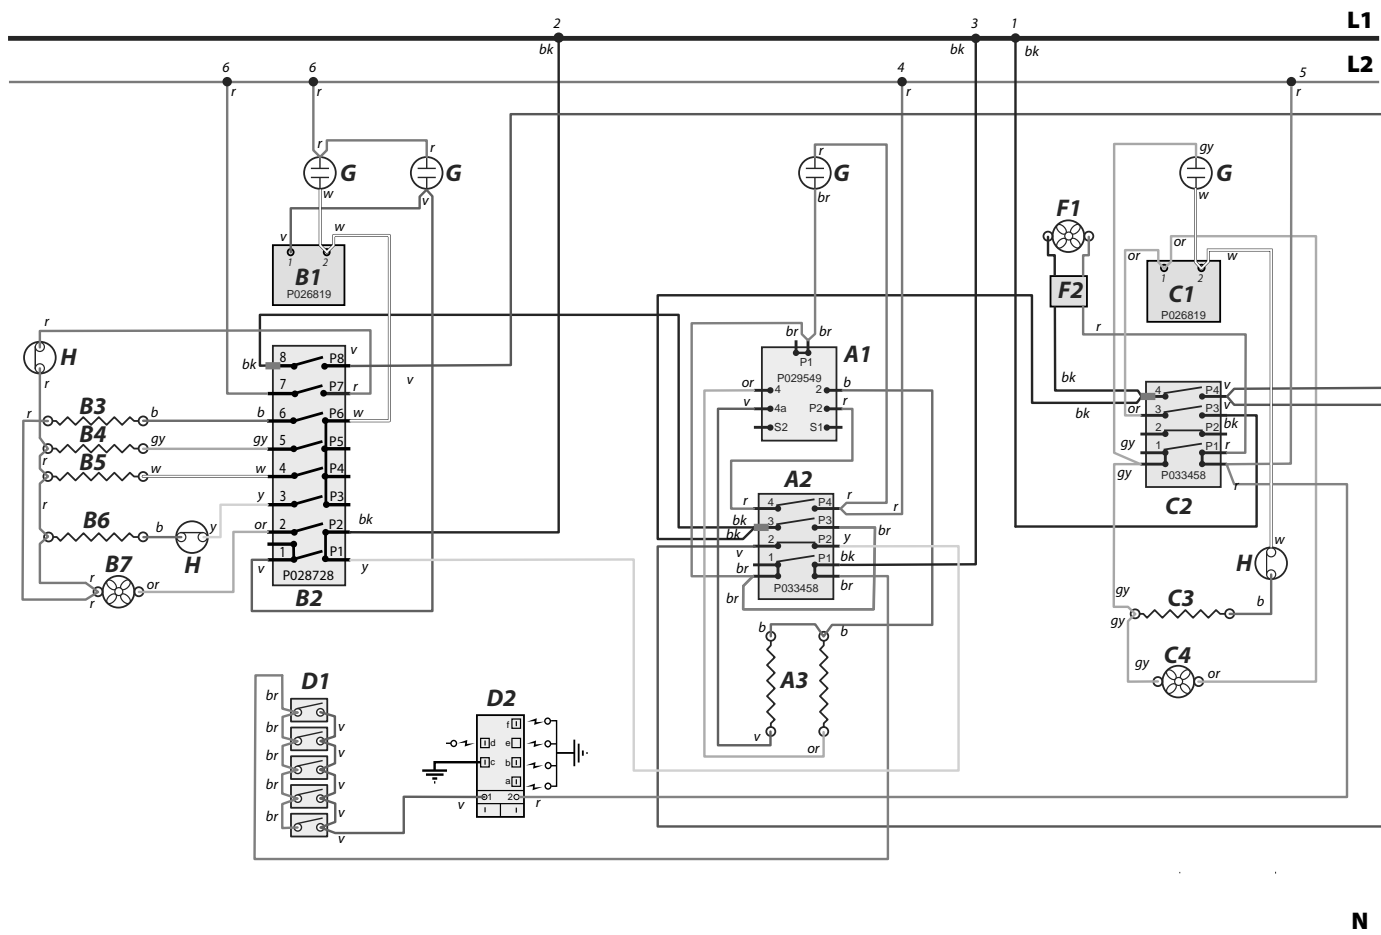 2 3 1 L1
bk bk bk
6 6 4 5 L2
r r r r
r r r gy
G G G G
w v br w
F1
v w or w
or
1 2 1 2
B1 F2 C1
P026819 P026819
r br br r
H A1
P1
8 P8 v P029549
bk or 4 2 b bk 4 P4 v
r 7 P7 r v v 4a P2 r or 3 P3 v
B3 bk
r b b 6 P6 w S2 S1 2 P2 bk
B4 gy gy 5 P5 gy 1 P1 r
r B5 w w 4 P4 A2 gy P033458
r y 3 P3 r 4 P4 r r r
B6 b y or 2 P2 bk bk 3 P3 br C2
bk 2 P2 y
H v 1 P1 bk w
B7 v 1 P1 y br H
r or P028728 P033458 br gy C3 b
r B2 br gy
b b
gy C4 or
D1 A3
br D2
v f
br d e v or
v c b
br a
v
br 1 2
v v r
br
v
N